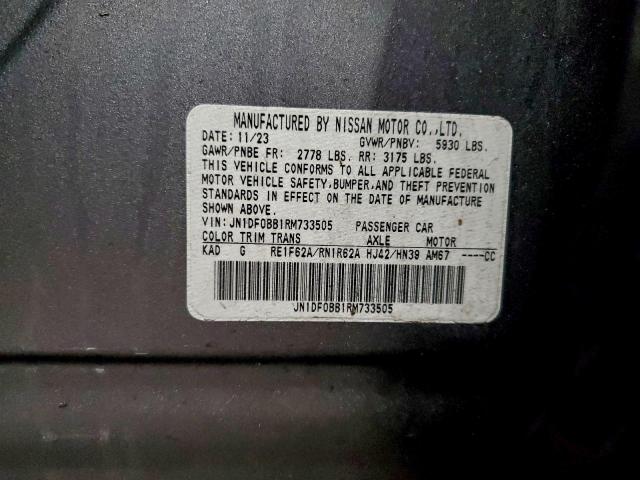 MANUFACTURED BY NISSAN MOTOR CO.,LTD.
DATE: 11/23 GVWR/PNBV: 5930 LBS.
GAWR/PNBE FR: 2778 LBS. RR: 3175 LBS.
THIS VEHICLE CONFORMS TO ALL APPLICABLE FEDERAL
MOTOR VEHICLE SAFETY, BUMPER, AND THEFT PREVENTION
STANDARDS IN EFFECT ON THE DATE OF MANUFACTURE
SHOWN ABOVE.
VIN: JN1DF0BB1RM733505 PASSENGER CAR
COLOR TRIM TRANS AXLE MOTOR
KAD G RE1F62A/RN1R62A HJ42/HN39 AM67 ----CC
JN1DF0BB1RM733505